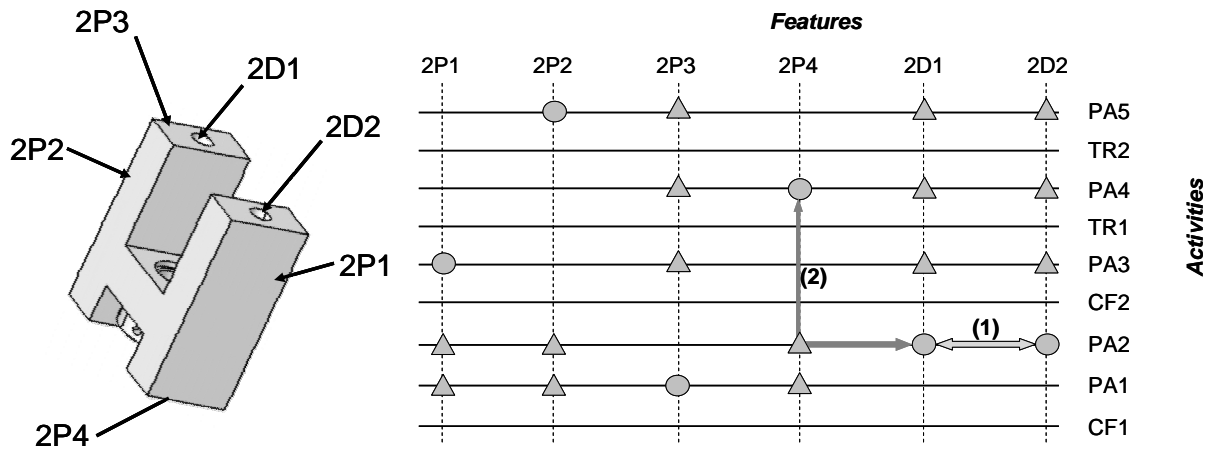 2P3
2D1
2D2
2P2
2P1
2P4
Features
2P1 2P2 2P3 2P4 2D1 2D2
PA5
TR2
PA4
TR1
PA3
(2)
CF2
(1)
PA2
PA1
CF1
Activities